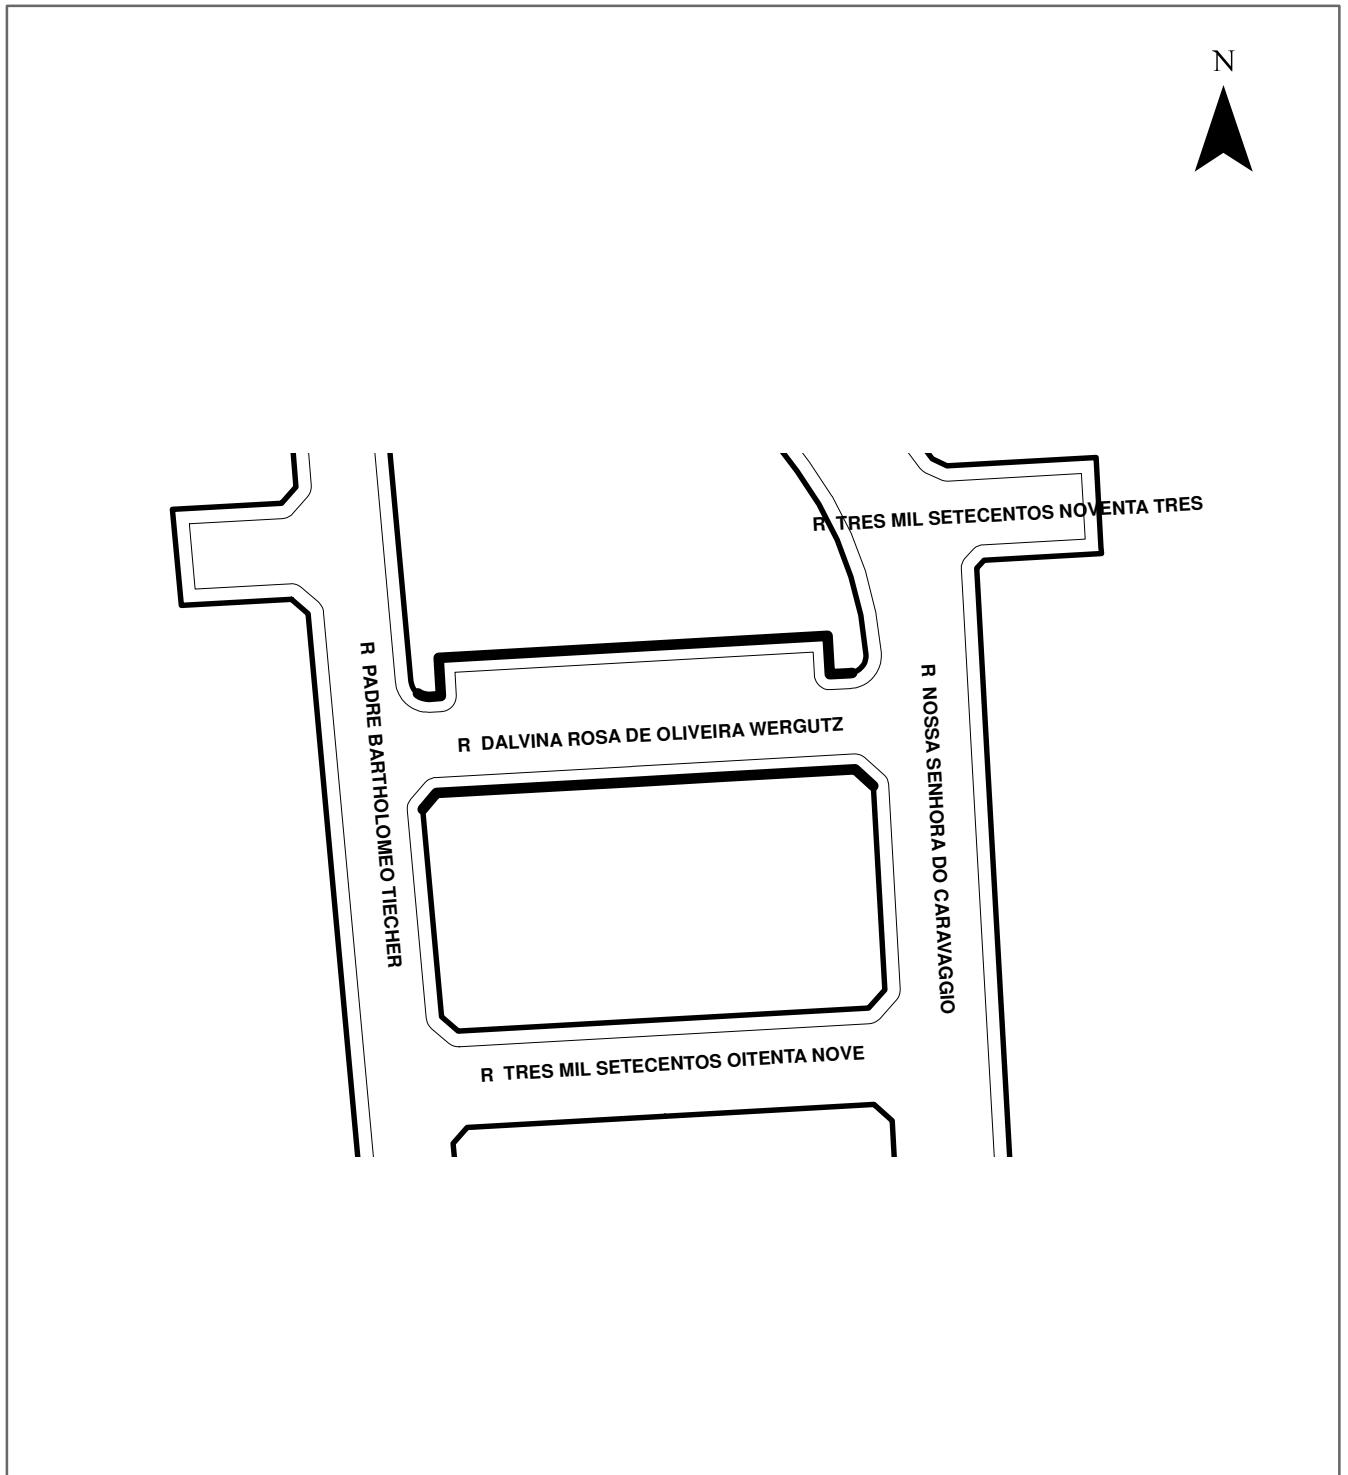 N
R TRES MIL SETECENTOS NOVENTA TRES
R PADRE BARTHOLOMEO TIECHER
R DALVINA ROSA DE OLIVEIRA WERGUTZ
R NOSSA SENHORA DO CARAVAGGIO
R TRES MIL SETECENTOS OITENTA NOVE